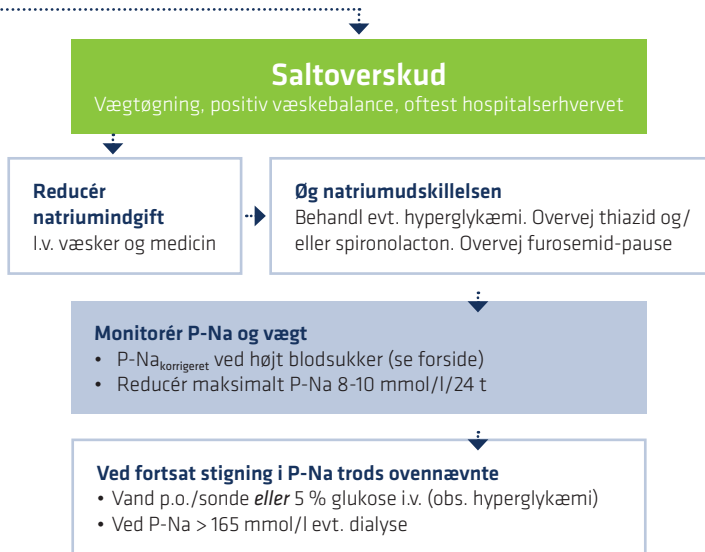 Saltoverskud
Vægtøgning, positiv væskebalance, oftest hospitalserhvervet
Reducér
natriumindgift
I.v. væsker og medicin
Øg natriumudskillelsen
Behandl evt. hyperglykæmi. Overvej thiazid og/
eller spironolacton. Overvej furosemid-pause
Monitorér P-Na og vægt
• P-Nakorrigeret ved højt blodsukker (se forside)
• Reducér maksimalt P-Na 8-10 mmol/l/24 t
Ved fortsat stigning i P-Na trods ovennævnte
• Vand p.o./sonde eller 5 % glukose i.v. (obs. hyperglykæmi)
• Ved P-Na > 165 mmol/l evt. dialyse